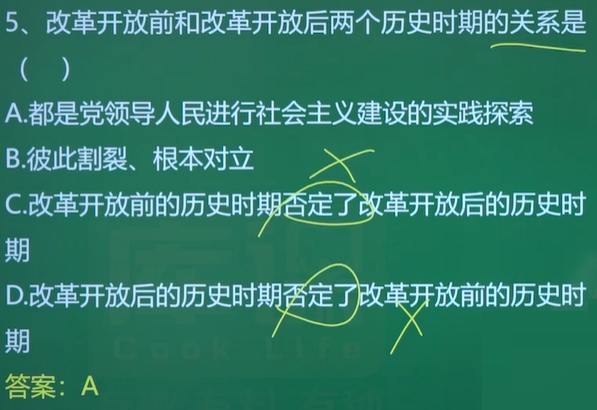 5、改革开放前和改革开放后两个历史时期的关系是
（　）
A.都是党领导人民进行社会主义建设的实践探索
B.彼此割裂、根本对立
C.改革开放前的历史时期否定了改革开放后的历史时
期
D.改革开放后的历史时期否定了改革开放前的历史时
期
Cook Life
答案：A